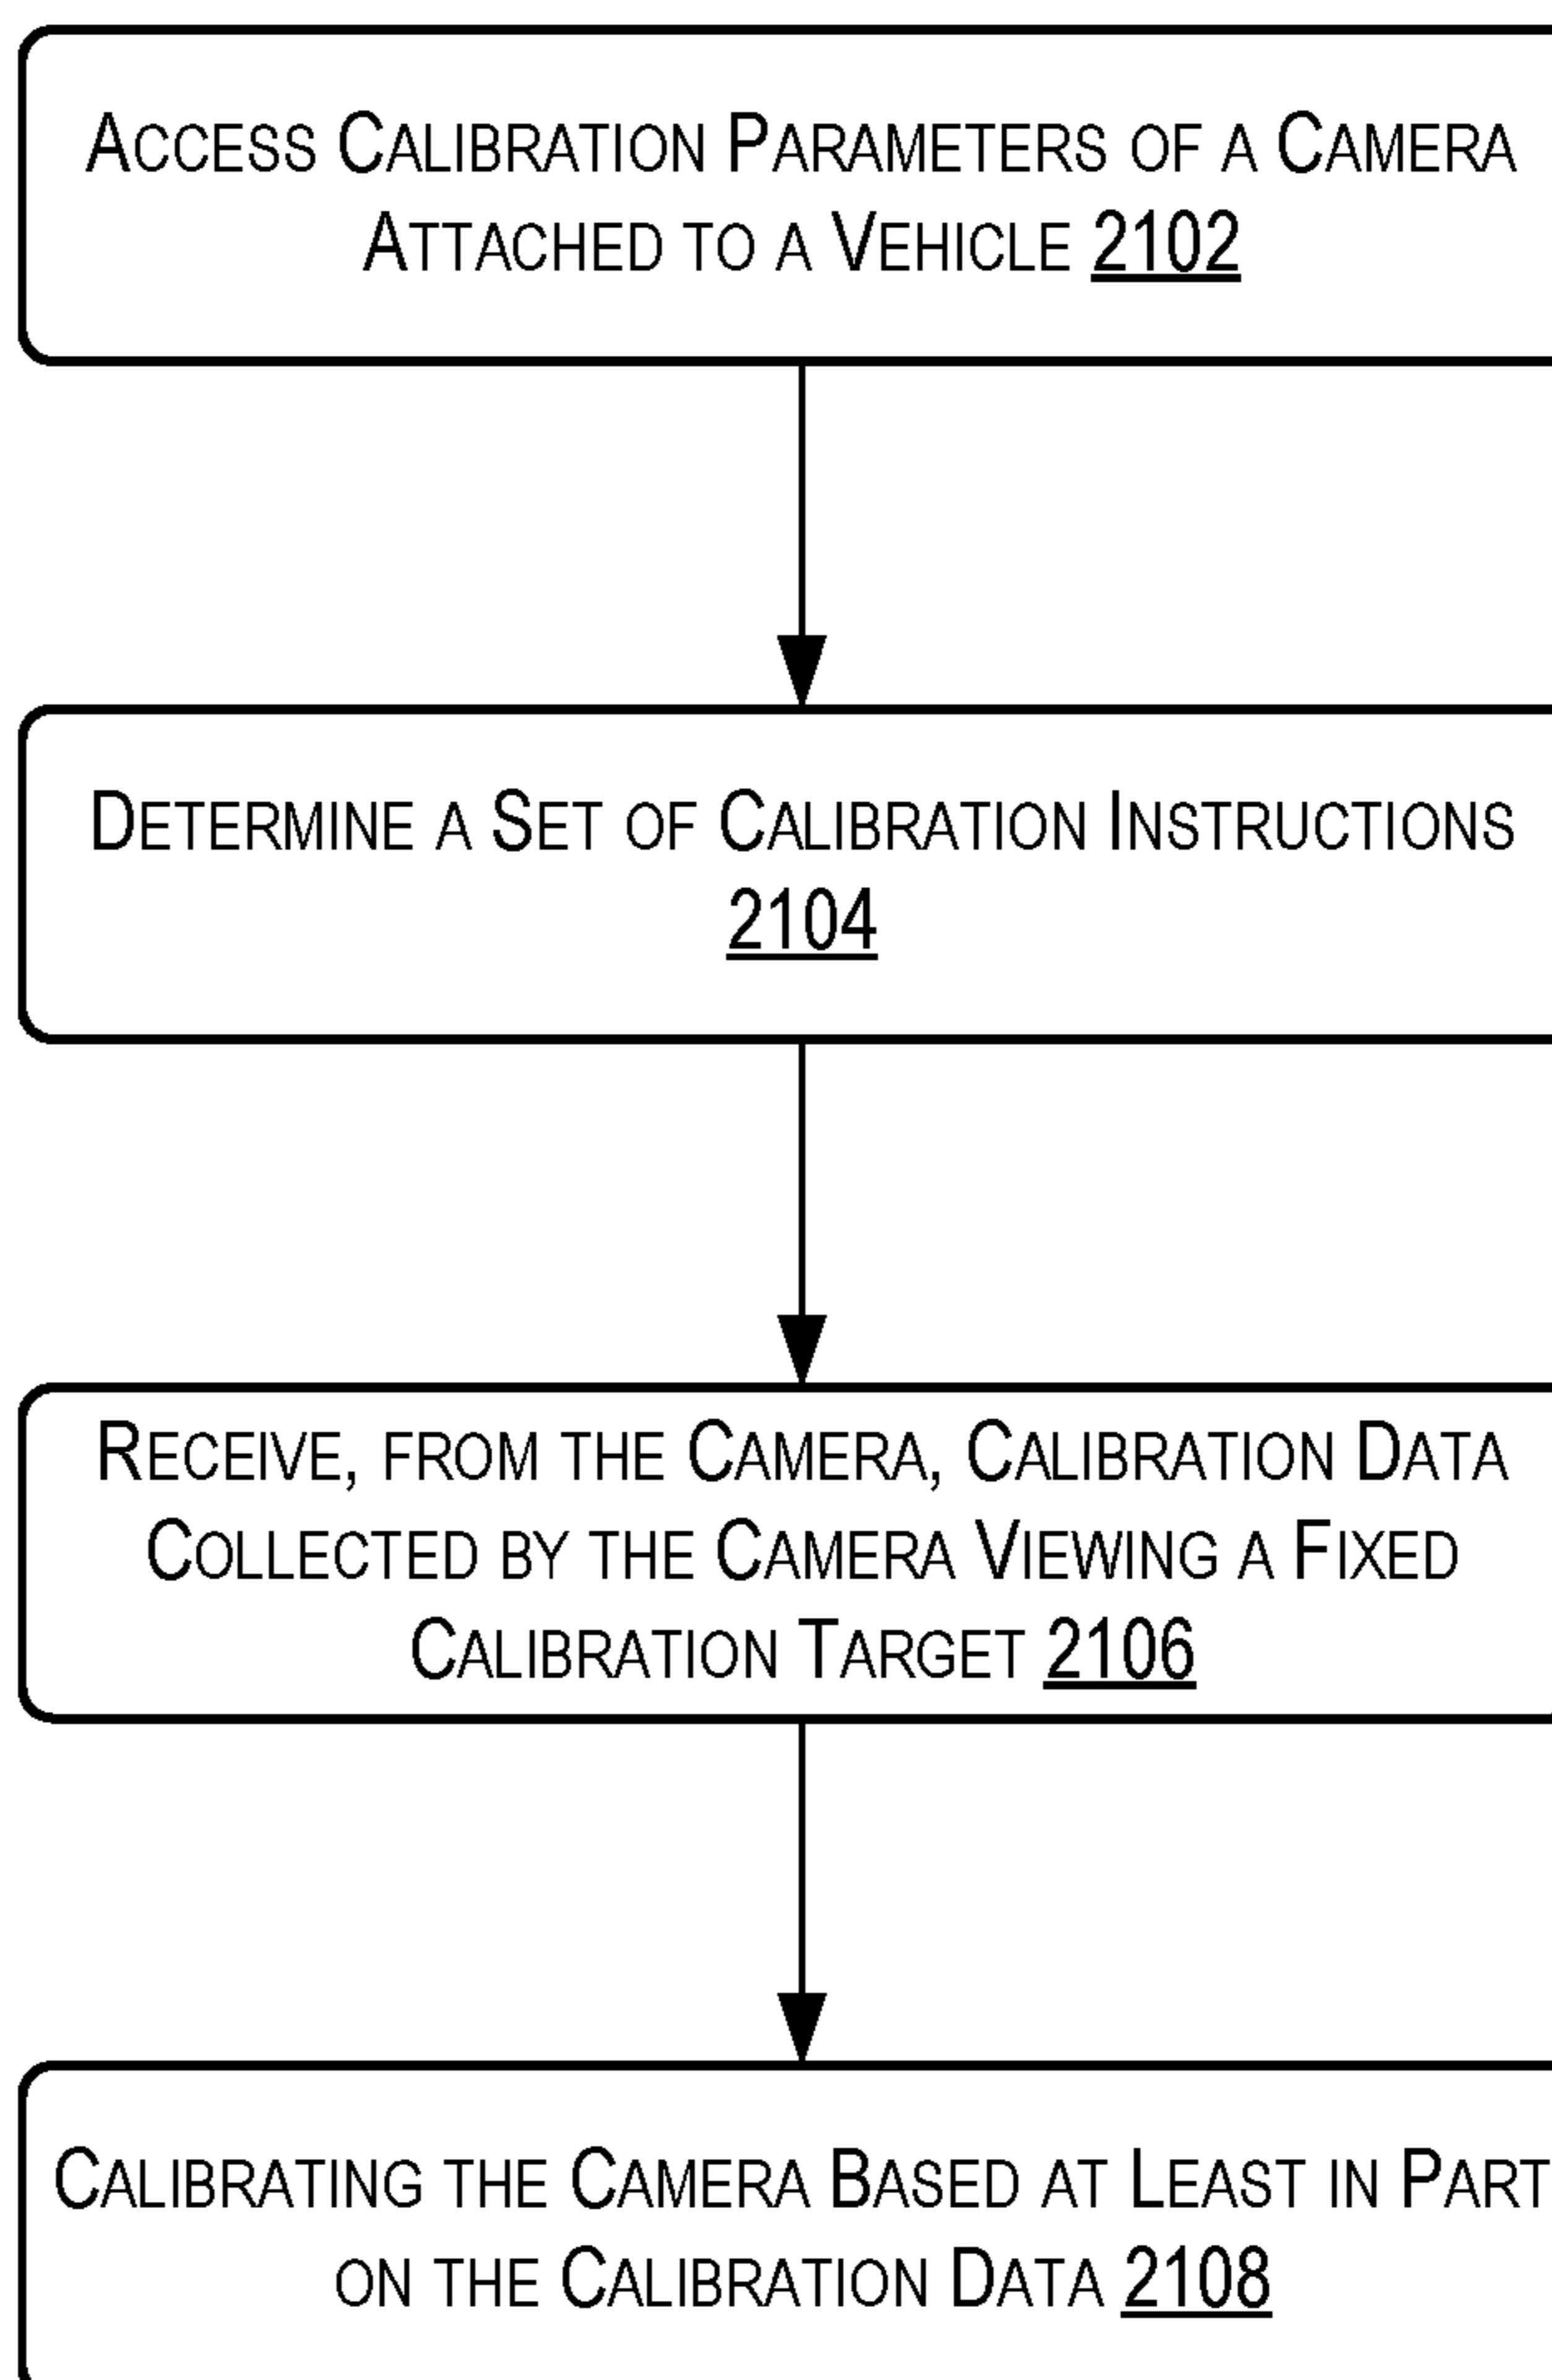 Access Calibration Parameters of a Camera
Attached to a Vehicle 2102
Determine a Set of Calibration Instructions
2104
Receive, from the Camera, Calibration Data
Collected by the Camera Viewing a Fixed
Calibration Target 2106
Calibrating the Camera Based at Least in Part
on the Calibration Data 2108